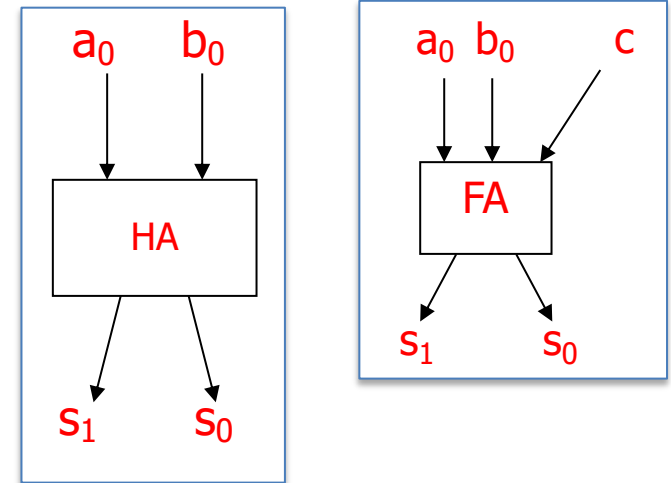 a₀ b₀
HA
s₁ s₀
a₀ b₀ c
FA
s₁ s₀